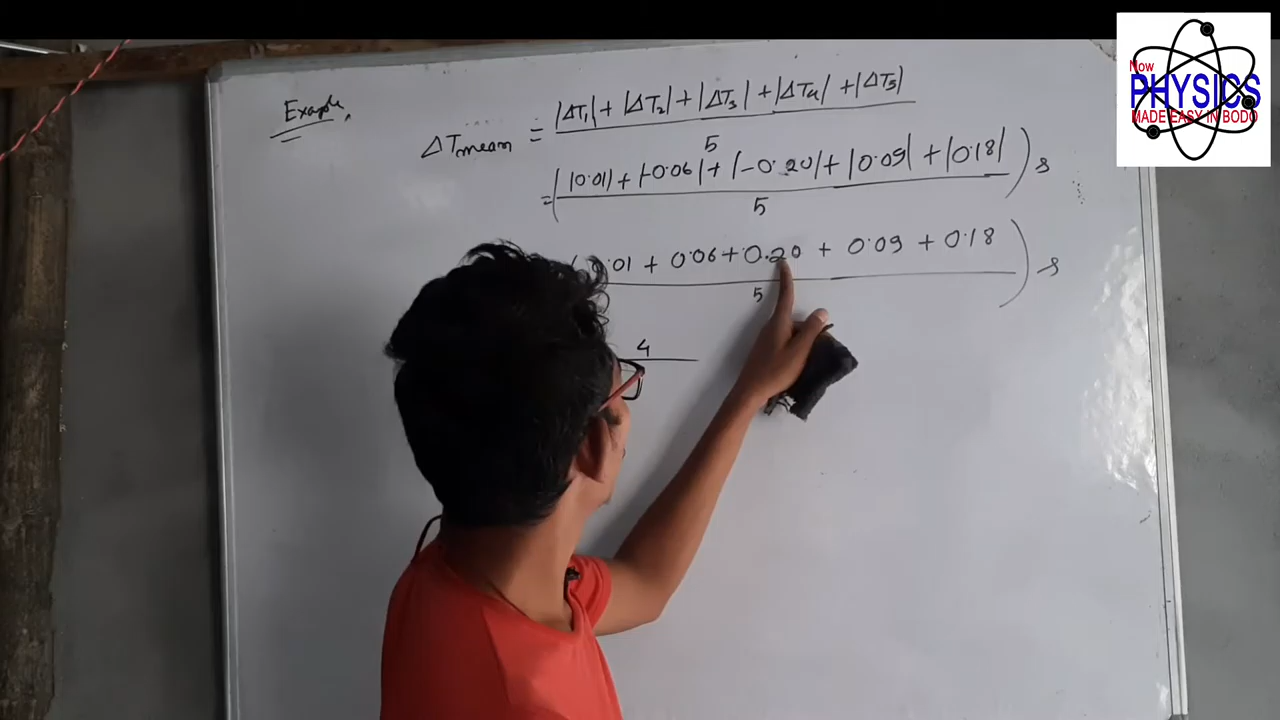 Example.
ΔTmean = |ΔT₁| + |ΔT₂| + |ΔT₃| + |ΔT₄| + |ΔT₅|
5
= ( |0.01| + |-0.06| + |-0.20| + |0.09| + |0.18| ) s
5
( 0.01 + 0.06 + 0.20 + 0.09 + 0.18 ) s
5
4
Now
PHYSICS
MADE EASY IN BODO